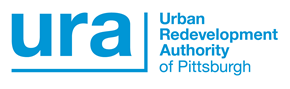 ura
Urban
Redevelopment
Authority
of Pittsburgh